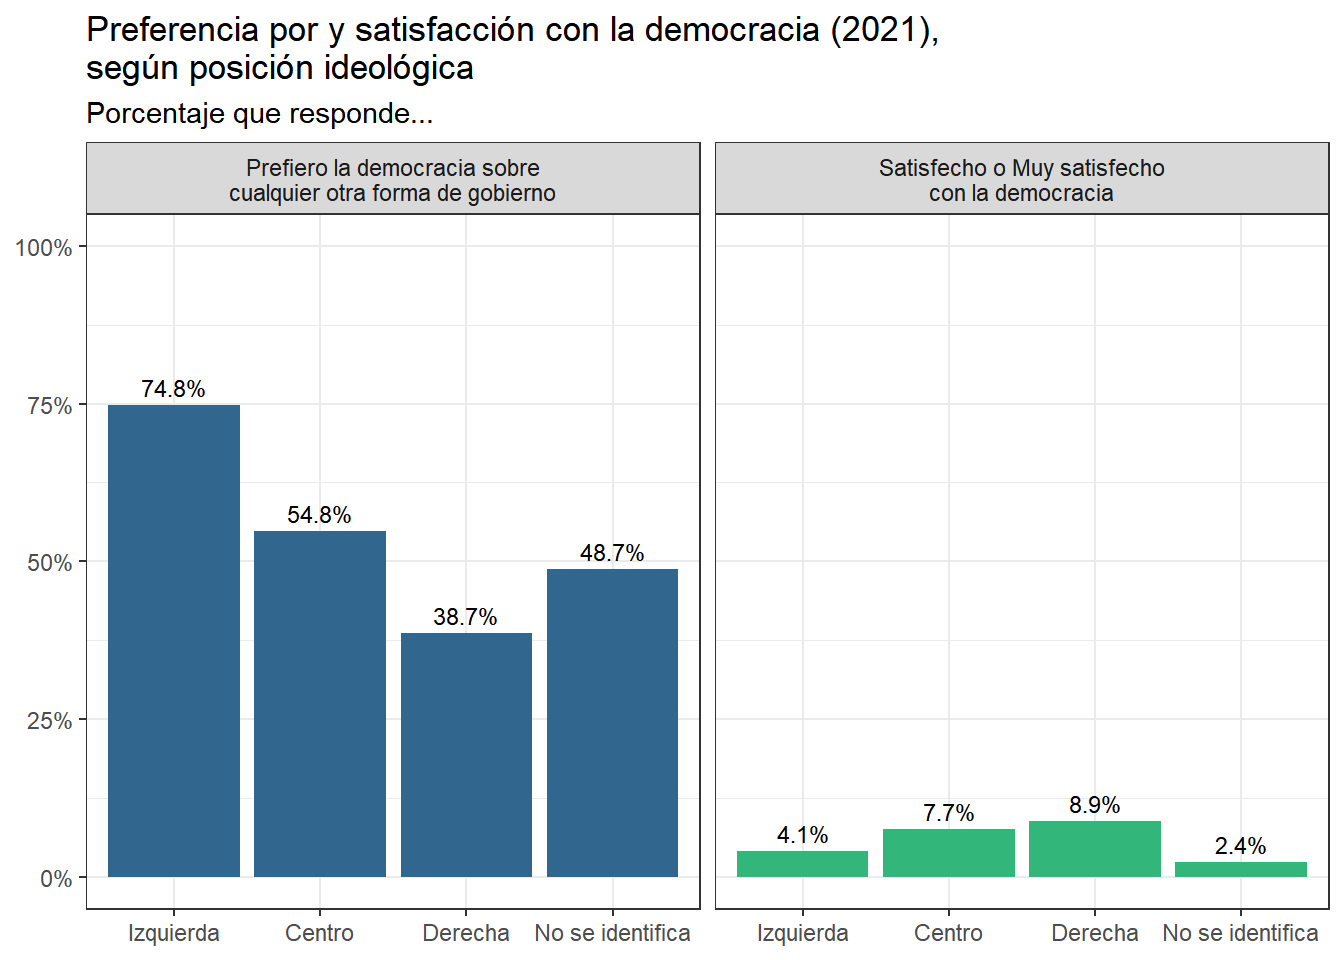 Preferencia por y satisfacción con la democracia (2021),
según posición ideológica
Porcentaje que responde...
Prefiero la democracia sobre
cualquier otra forma de gobierno
Satisfecho o Muy satisfecho
con la democracia
100%
75%
50%
25%
0%
74.8%
54.8%
38.7%
48.7%
4.1%
7.7%
8.9%
2.4%
Izquierda
Centro
Derecha
No se identifica
Izquierda
Centro
Derecha
No se identifica